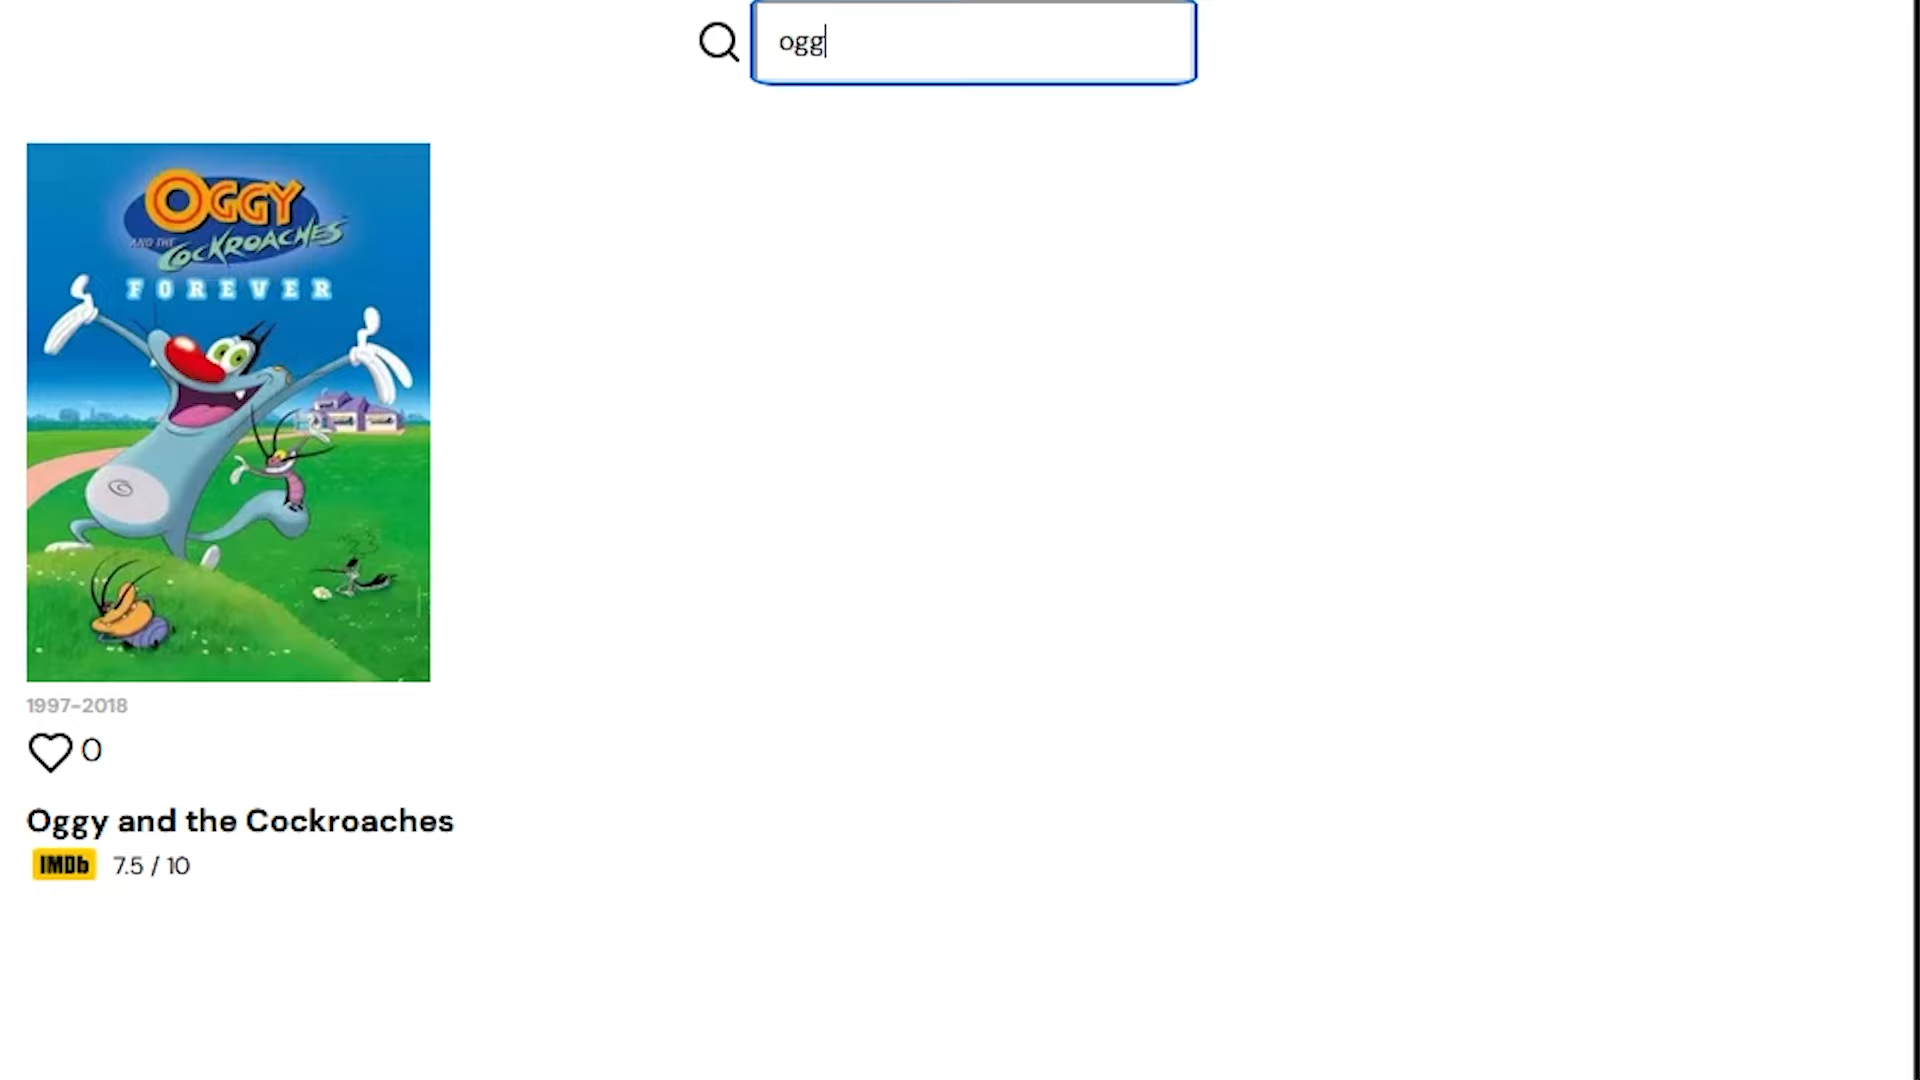 ogg
OGGY
AND THE
COCKROACHES
FOREVER
1997-2018
0
Oggy and the Cockroaches
IMDb 7.5 / 10